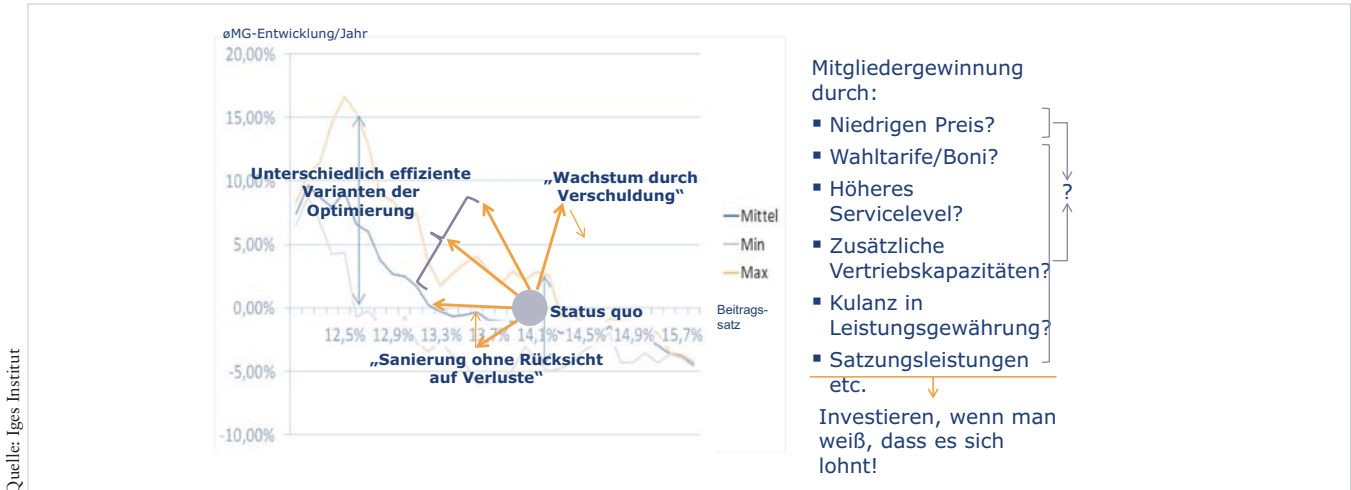 øMG-Entwicklung/Jahr
20,00%
15,00%
10,00%
5,00%
0,00%
-5,00%
-10,00%
Unterschiedlich effiziente
Varianten der
Optimierung
„Wachstum durch
Verschuldung“
Status quo
„Sanierung ohne Rücksicht
auf Verluste“
12,5% 12,9% 13,3% 13,7% 14,1% 14,5% 14,9% 15,7%
Beitrags-
satz
Mittel
Min
Max
Mitgliedergewinnung
durch:
▪ Niedrigen Preis?
▪ Wahltarife/Boni?
▪ Höheres
Servicelevel?
▪ Zusätzliche
Vertriebskapazitäten?
▪ Kulanz in
Leistungsgewährung?
▪ Satzungsleistungen
etc.
?
Investieren, wenn man
weiß, dass es sich
lohnt!
Quelle: Iges Institut